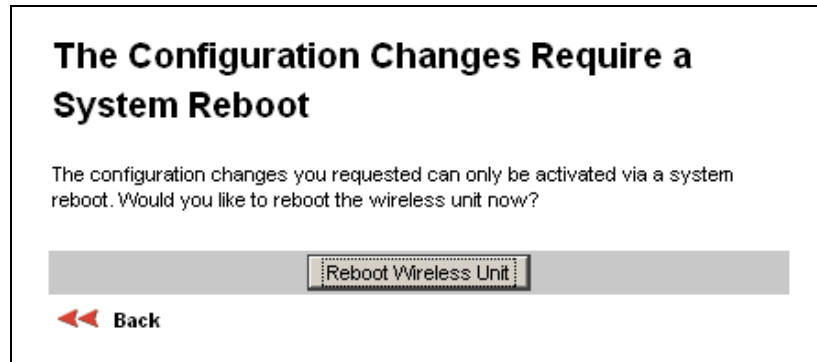 The Configuration Changes Require a
System Reboot
The configuration changes you requested can only be activated via a system
reboot. Would you like to reboot the wireless unit now?
Reboot Wireless Unit
Back